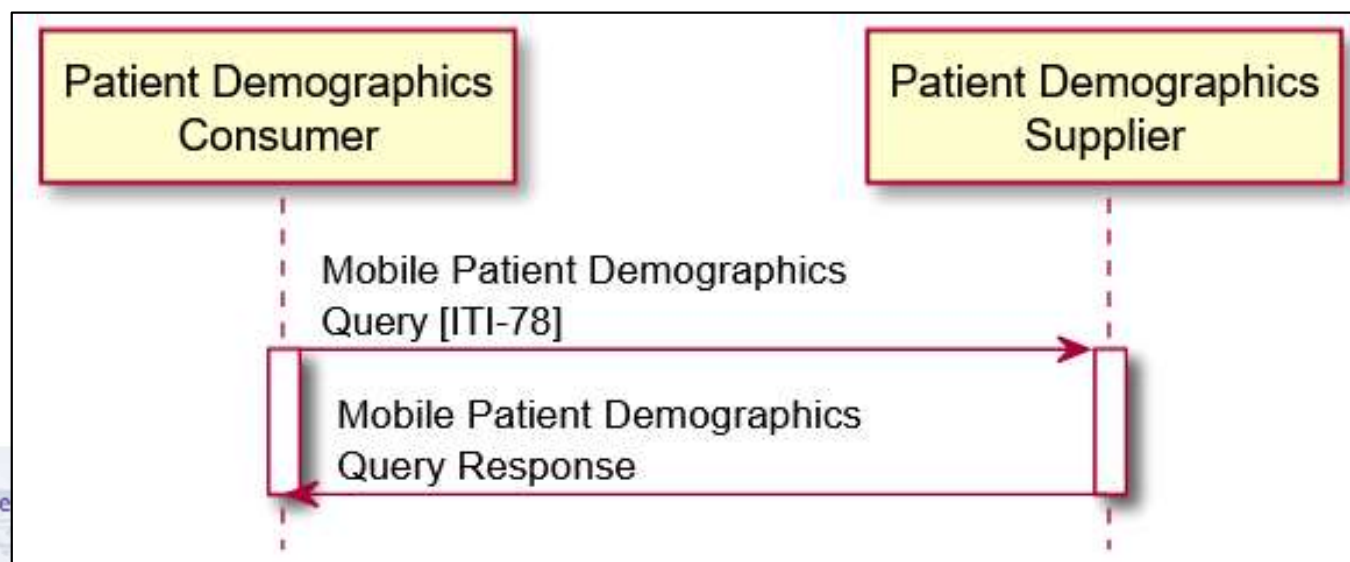 Patient Demographics
Consumer
Patient Demographics
Supplier
Mobile Patient Demographics
Query [ITI-78]
Mobile Patient Demographics
Query Response